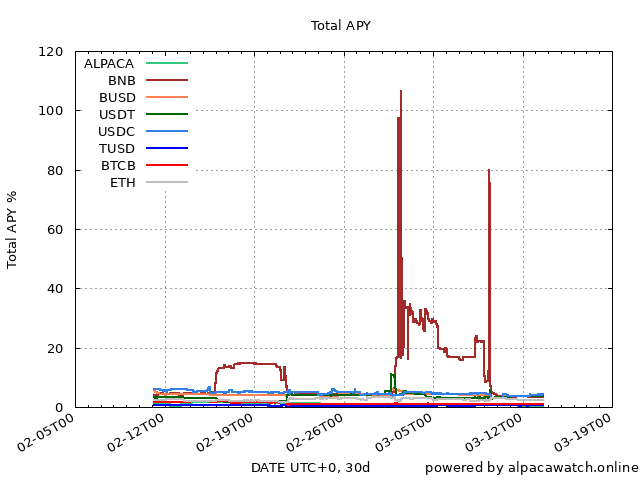 Total APY
120
100
80
60
40
20
0
Total APY %
ALPACA
BNB
BUSD
USDT
USDC
TUSD
BTCB
ETH
02-05T00
02-12T00
02-19T00
02-26T00
03-05T00
03-12T00
03-19T00
DATE UTC+0, 30d
powered by alpacawatch.online